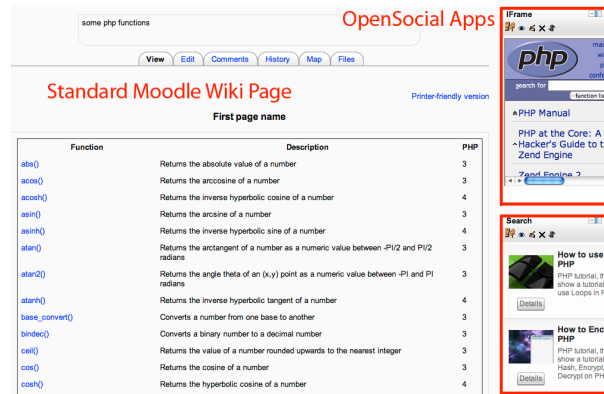 some php functions
OpenSocial Apps
View Edit Comments History Map Files
Standard Moodle Wiki Page
Printer-friendly version
First page name
Function Description PHP
abs() Returns the absolute value of a number 3
acos() Returns the arccosine of a number 3
acosh() Returns the inverse hyperbolic cosine of a number 4
asin() Returns the arcsine of a number 3
asinh() Returns the inverse hyperbolic sine of a number 4
atan() Returns the arctangent of a number as a numeric value between -PI/2 and PI/2 3
radians
atan2() Returns the angle theta of an (x,y) point as a numeric value between -PI and PI 3
radians
atanh() Returns the inverse hyperbolic tangent of a number 4
base_convert() Converts a number from one base to another 3
bindec() Converts a binary number to a decimal number 3
ceil() Returns the value of a number rounded upwards to the nearest integer 3
cos() Returns the cosine of a number 3
cosh() Returns the hyperbolic cosine of a number 4
IFrame
php
search for
function lis
PHP Manual
PHP at the Core: A
Hacker's Guide to t
Zend Engine
Zend Engine 2
Search
How to use
PHP
PHP tutorial, th
show a tutorial
use Loops in P
Details
How to Enc
PHP
PHP tutorial, th
show a tutorial
Hash, Encrypt,
Decrypt on PH
Details